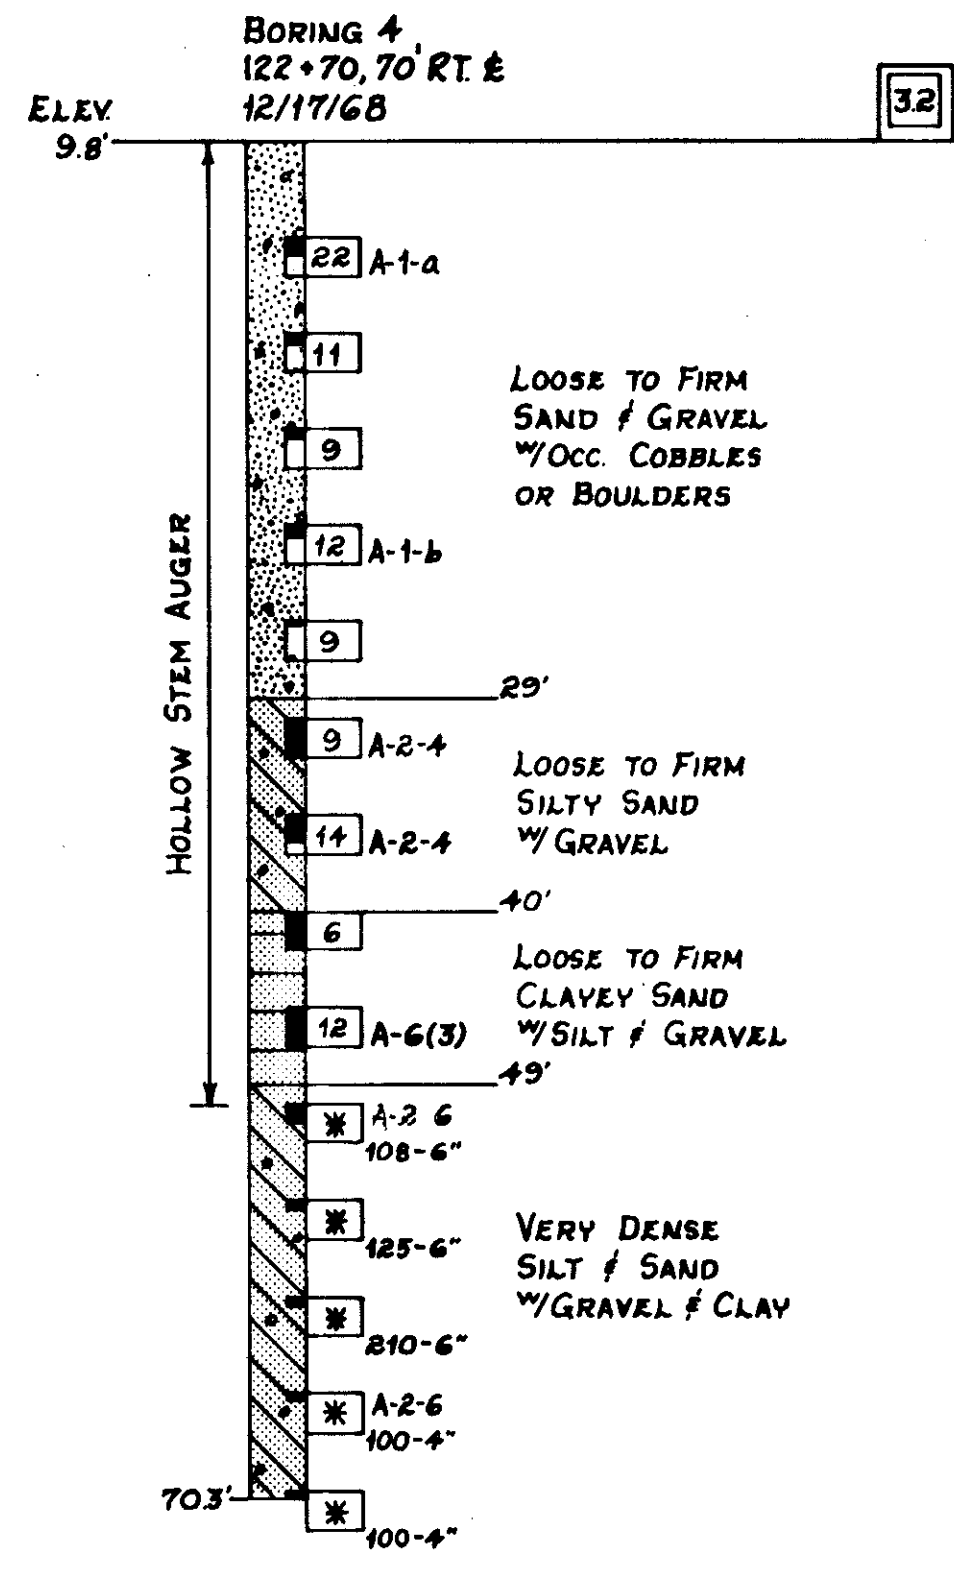 BORING 4
122+70, 70' RT. ℄
12/17/68
ELEV.
9.8'
3.2
22 A-1-a
11
LOOSE TO FIRM
SAND & GRAVEL
W/OCC. COBBLES
OR BOULDERS
9
12 A-1-b
9
HOLLOW STEM AUGER
29'
9 A-2-4
LOOSE TO FIRM
SILTY SAND
W/ GRAVEL
14 A-2-4
40'
6
LOOSE TO FIRM
CLAYEY SAND
W/SILT & GRAVEL
12 A-6(3)
49'
* A-2 6
108-6"
* 125-6"
VERY DENSE
SILT & SAND
W/GRAVEL & CLAY
* 210-6"
* A-2-6
100-4"
70.3'
* 100-4"